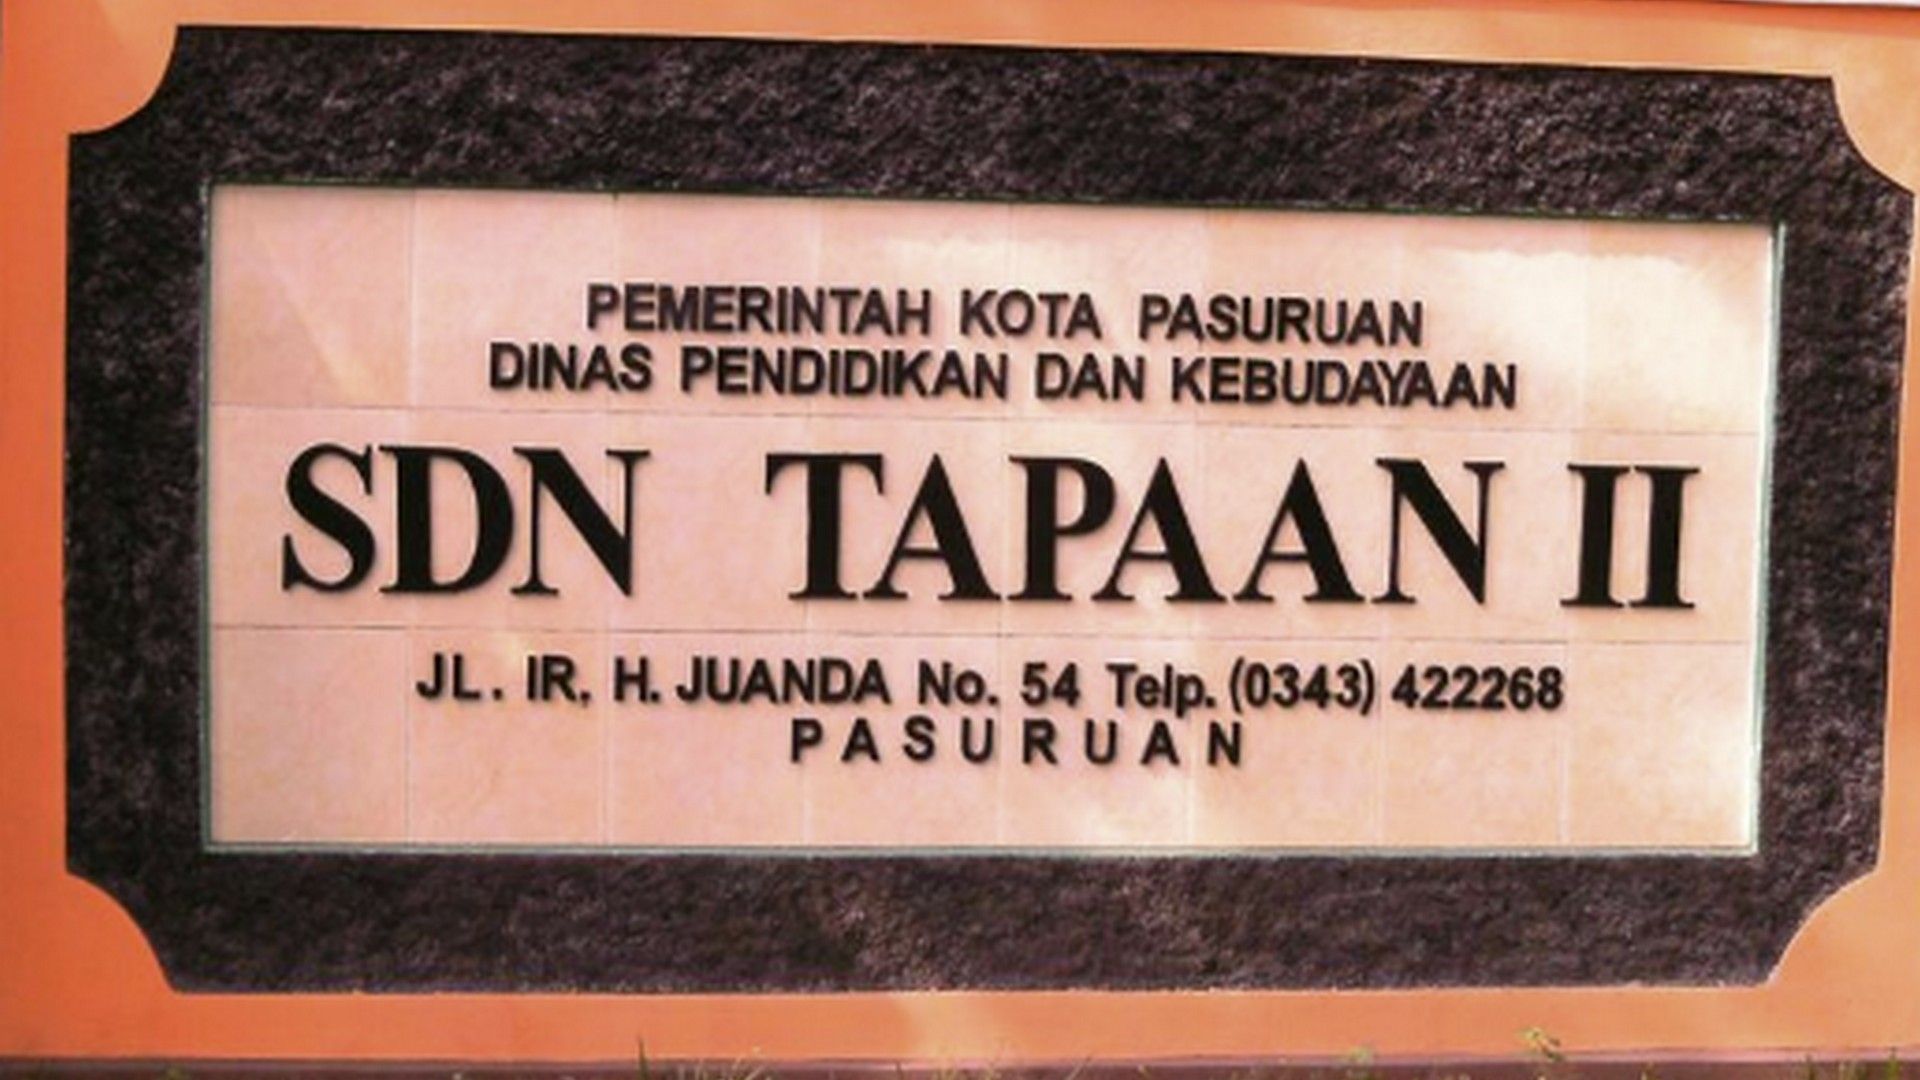 PEMERINTAH KOTA PASURUAN
DINAS PENDIDIKAN DAN KEBUDAYAAN
SDN TAPAAN II
JL. IR. H. JUANDA No. 54 Telp. (0343) 422268
PASURUAN